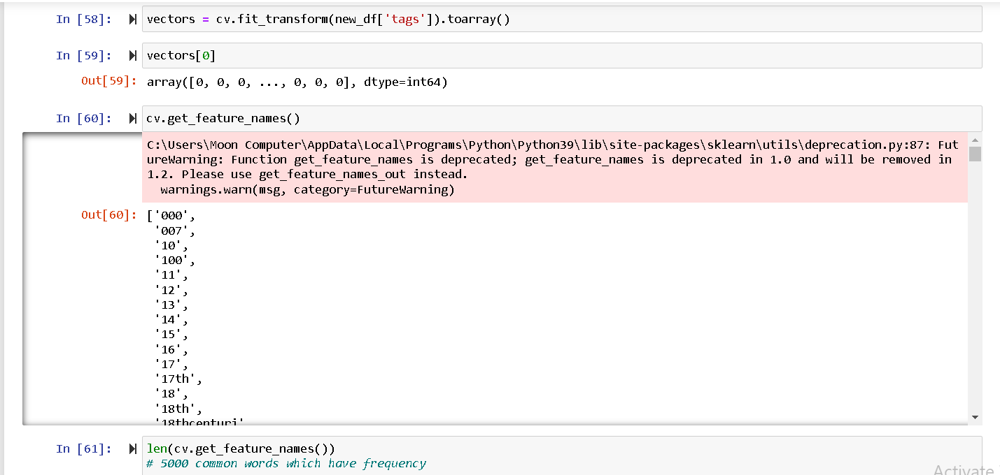 In [58]: vectors = cv.fit_transform(new_df['tags']).toarray()
In [59]: vectors[0]
Out[59]: array([0, 0, 0, ..., 0, 0, 0], dtype=int64)
In [60]: cv.get_feature_names()
C:\Users\Moon Computer\AppData\Local\Programs\Python\Python39\lib\site-packages\sklearn\utils\deprecation.py:87: Fut
ureWarning: Function get_feature_names is deprecated; get_feature_names is deprecated in 1.0 and will be removed in
1.2. Please use get_feature_names_out instead.
warnings.warn(msg, category=FutureWarning)
Out[60]: ['000',
'007',
'10',
'100',
'11',
'12',
'13',
'14',
'15',
'16',
'17',
'17th',
'18',
'18th',
'18thcenturi'
In [61]: len(cv.get_feature_names())
# 5000 common words which have frequency
Activate